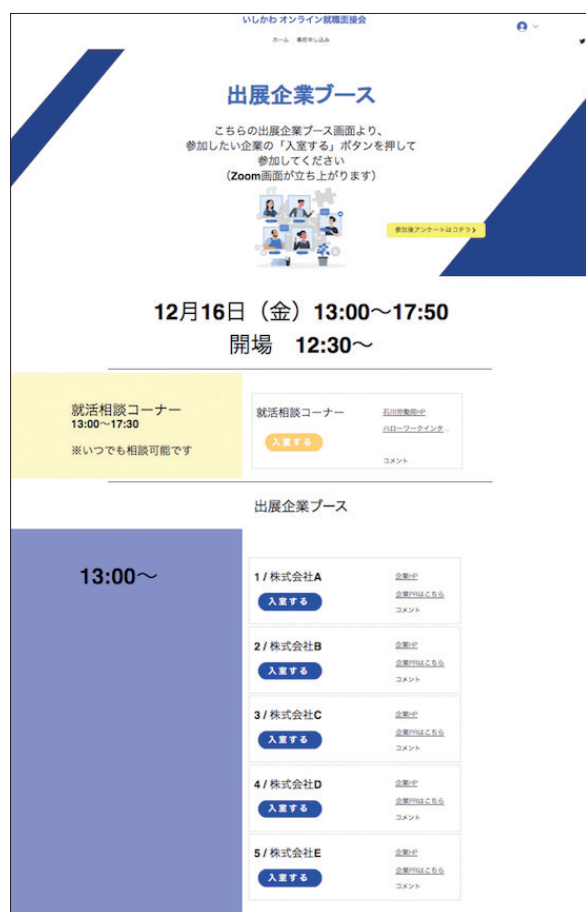 いしかわ オンライン就職面接会
ホーム 事前申し込み
出展企業ブース
こちらの出展企業ブース画面より、
参加したい企業の「入室する」ボタンを押して
参加してください
（Zoom画面が立ち上がります）
参加後アンケートはコチラ
12月16日（金）13:00〜17:50
開場 12:30〜
就活相談コーナー
13:00〜17:30
※いつでも相談可能です
就活相談コーナー
石川労働局HP
入室する
ハローワークインタ...
コメント
出展企業ブース
13:00〜
1 / 株式会社A
企業HP
入室する
企業PRはこちら
コメント
2 / 株式会社B
企業HP
入室する
企業PRはこちら
コメント
3 / 株式会社C
企業HP
入室する
企業PRはこちら
コメント
4 / 株式会社D
企業HP
入室する
企業PRはこちら
コメント
5 / 株式会社E
企業HP
入室する
企業PRはこちら
コメント